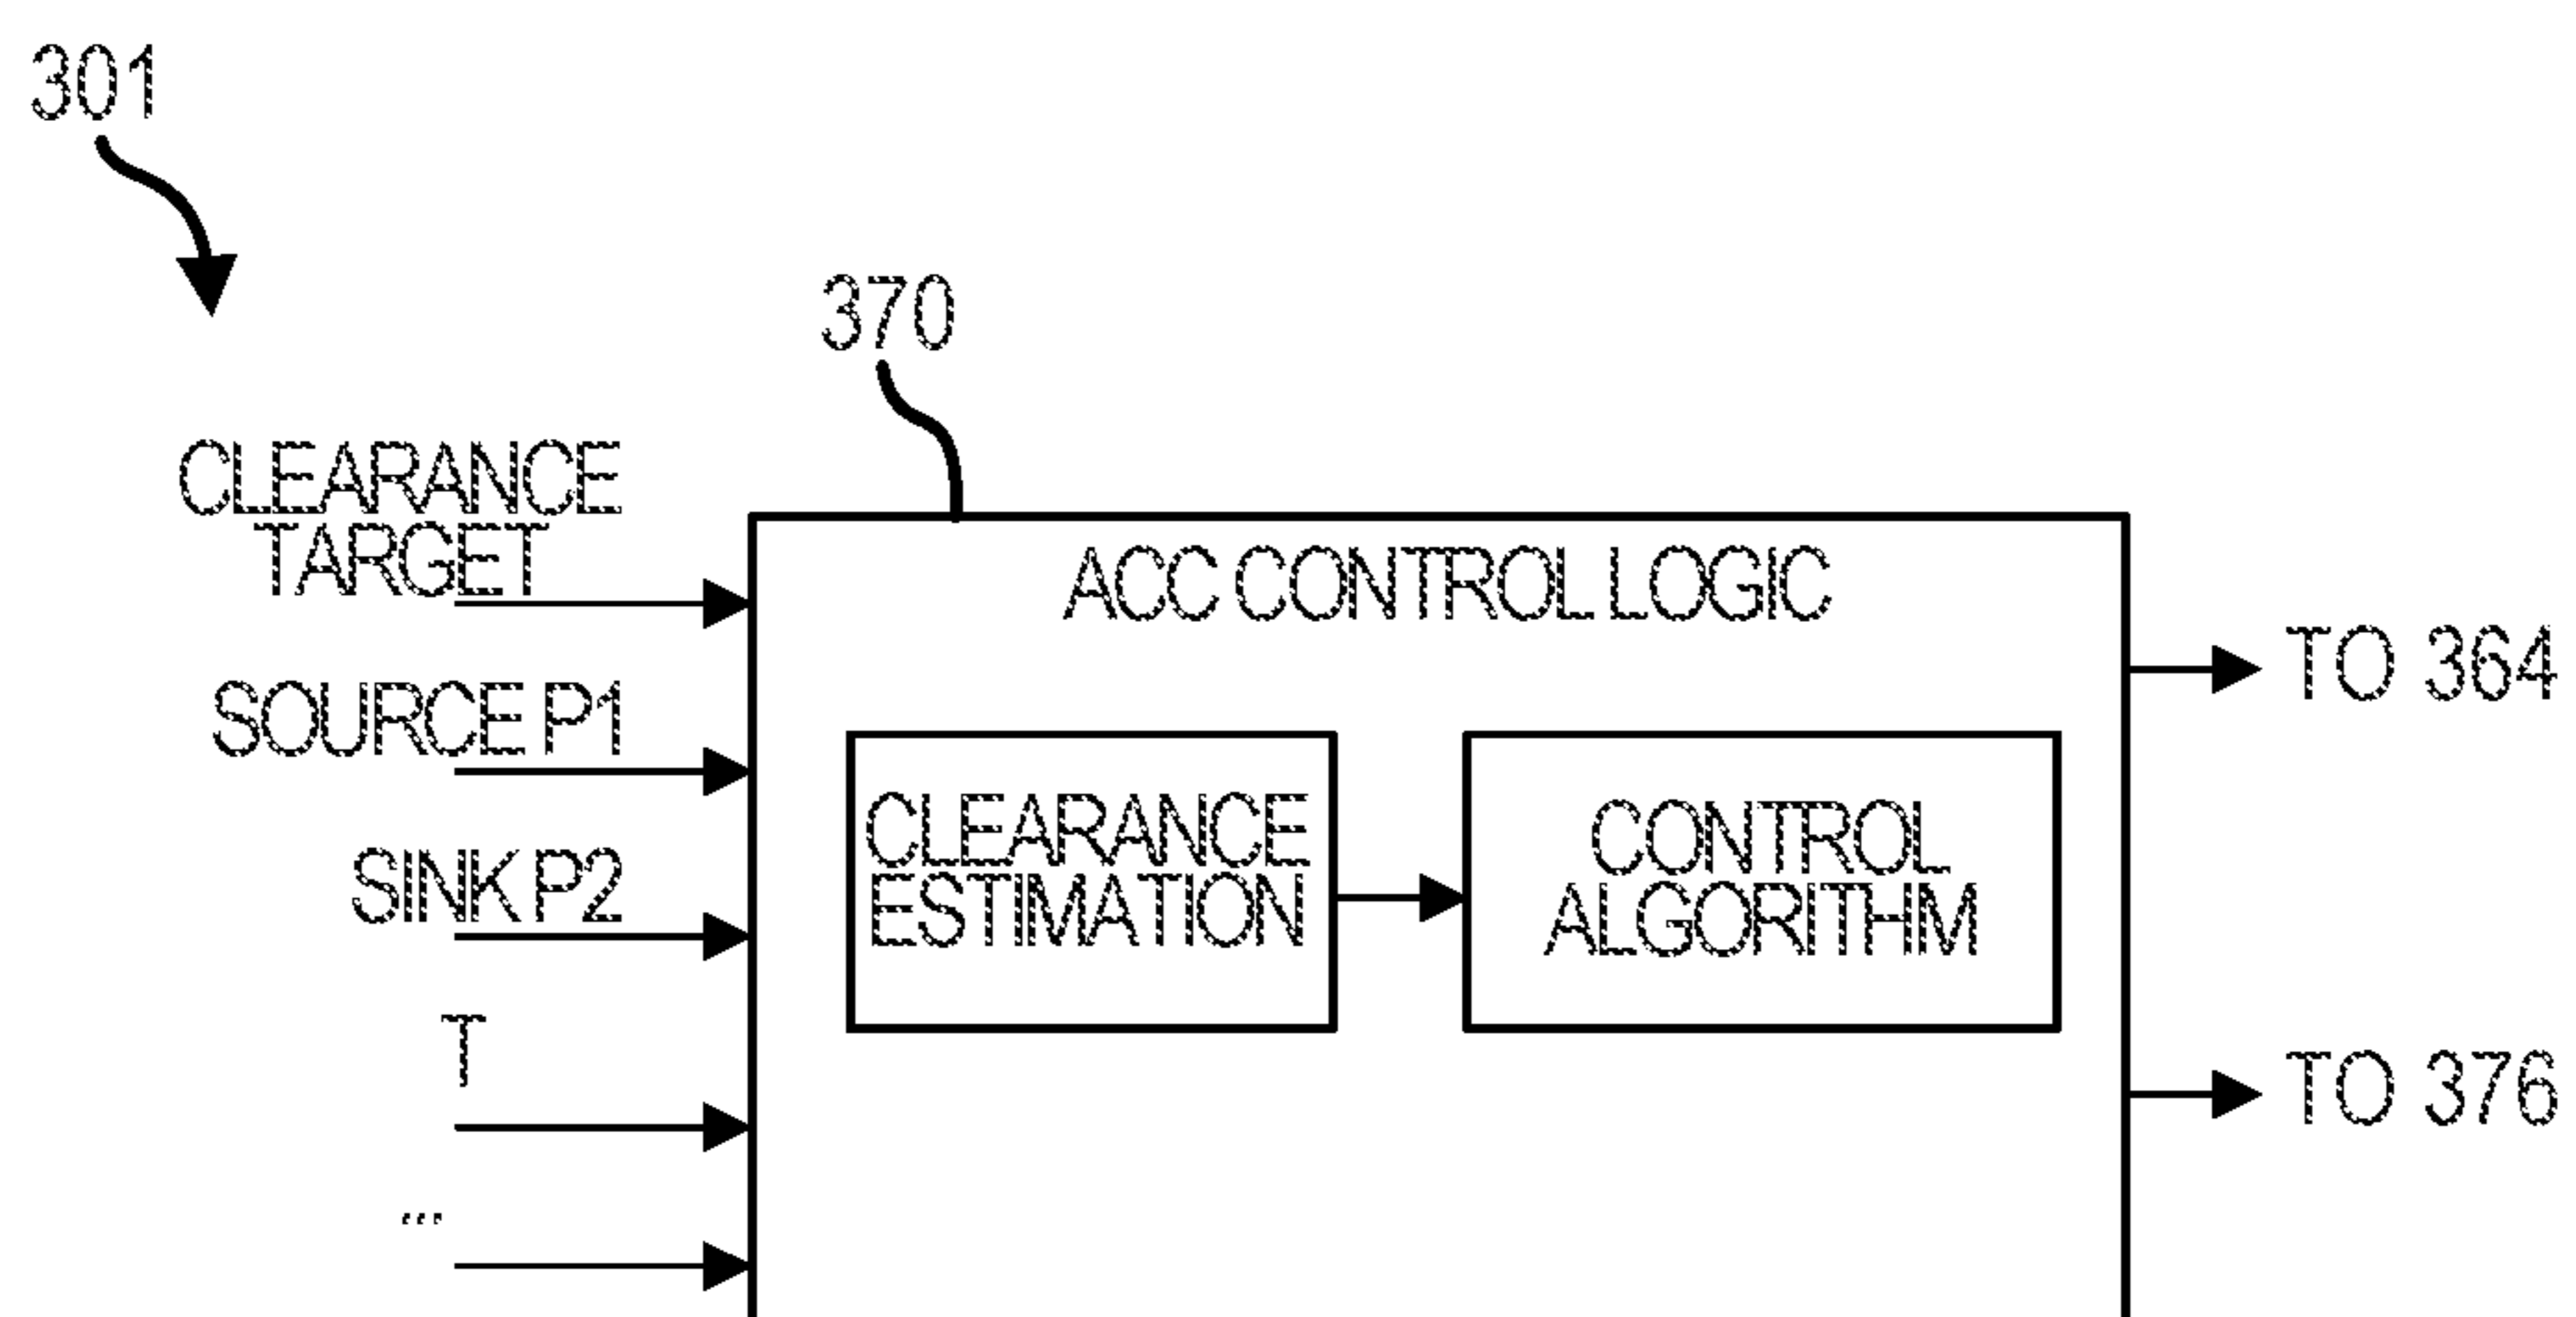 301
370
CLEARANCE
TARGET
SOURCE P1
SINK P2
T
...
ACC CONTROL LOGIC
CLEARANCE
ESTIMATION
CONTROL
ALGORITHM
TO 364
TO 376